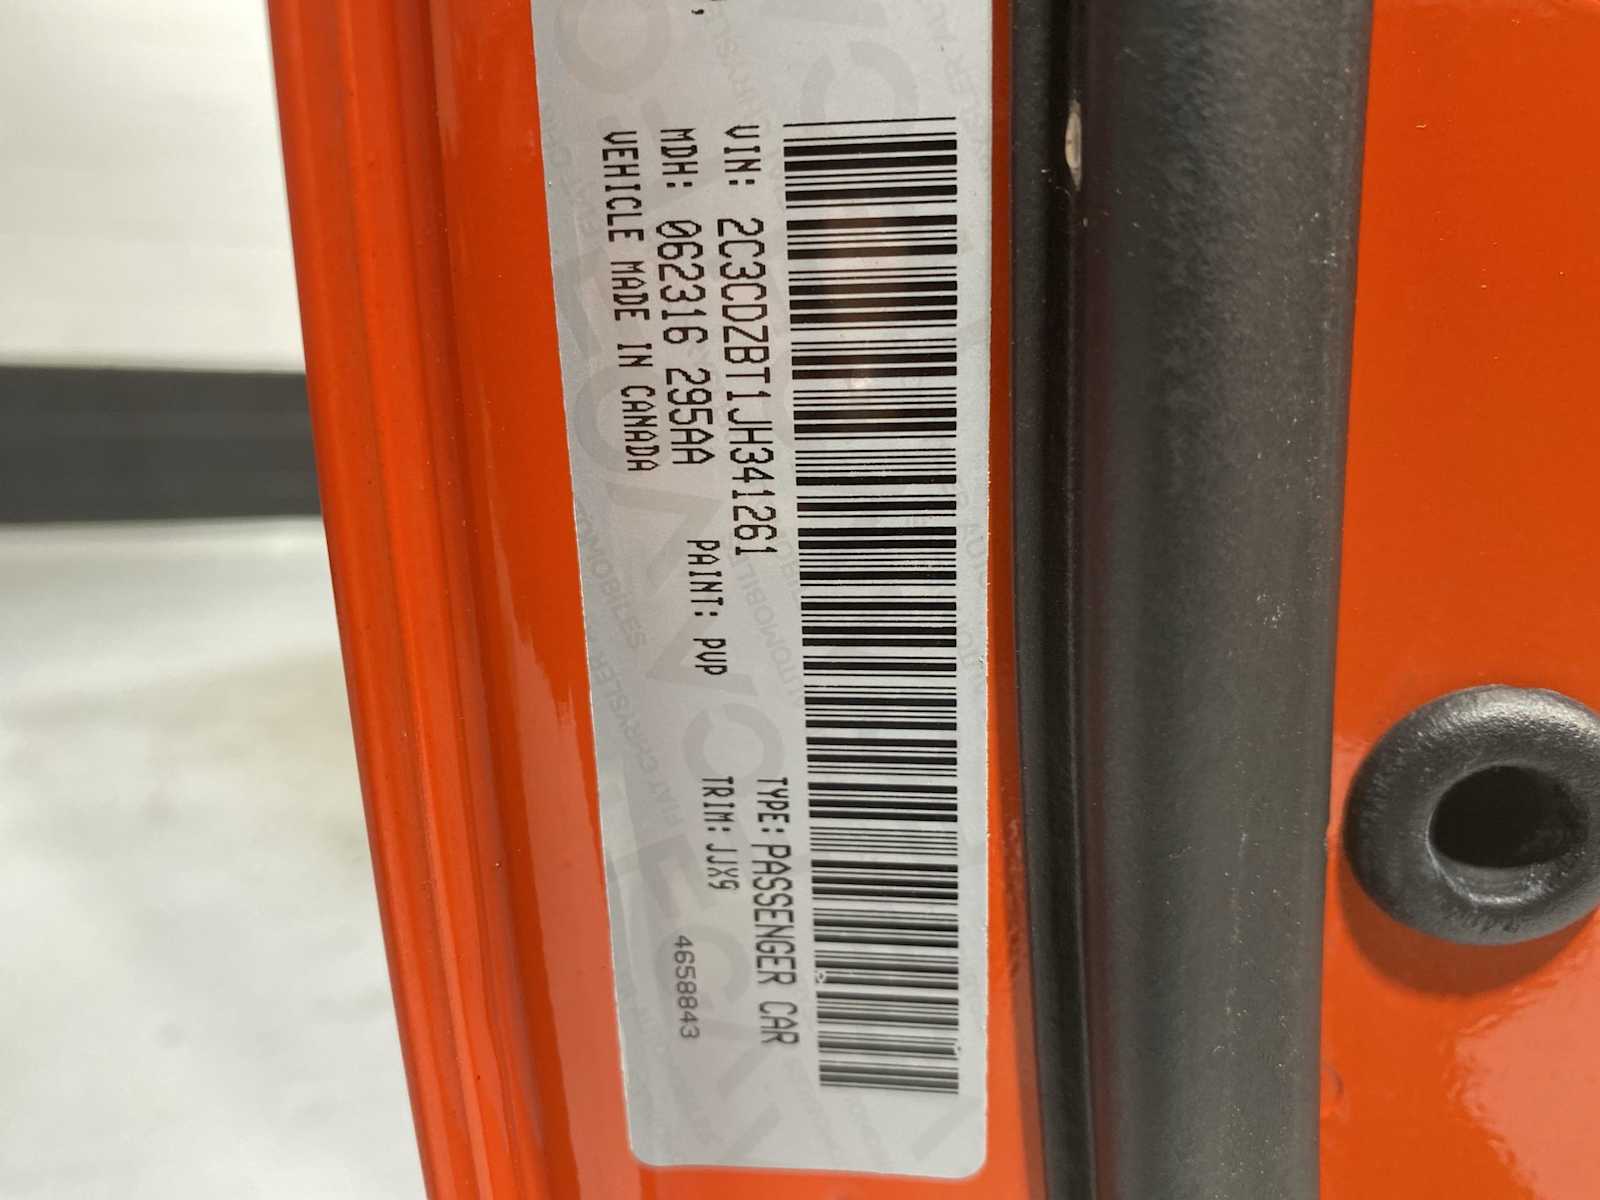 VIN: 2C3CDZBT1JH341261 TYPE: PASSENGER CAR
MDH: 062316 295AA PAINT: PVP TRIM: JJX9
VEHICLE MADE IN CANADA 4658843